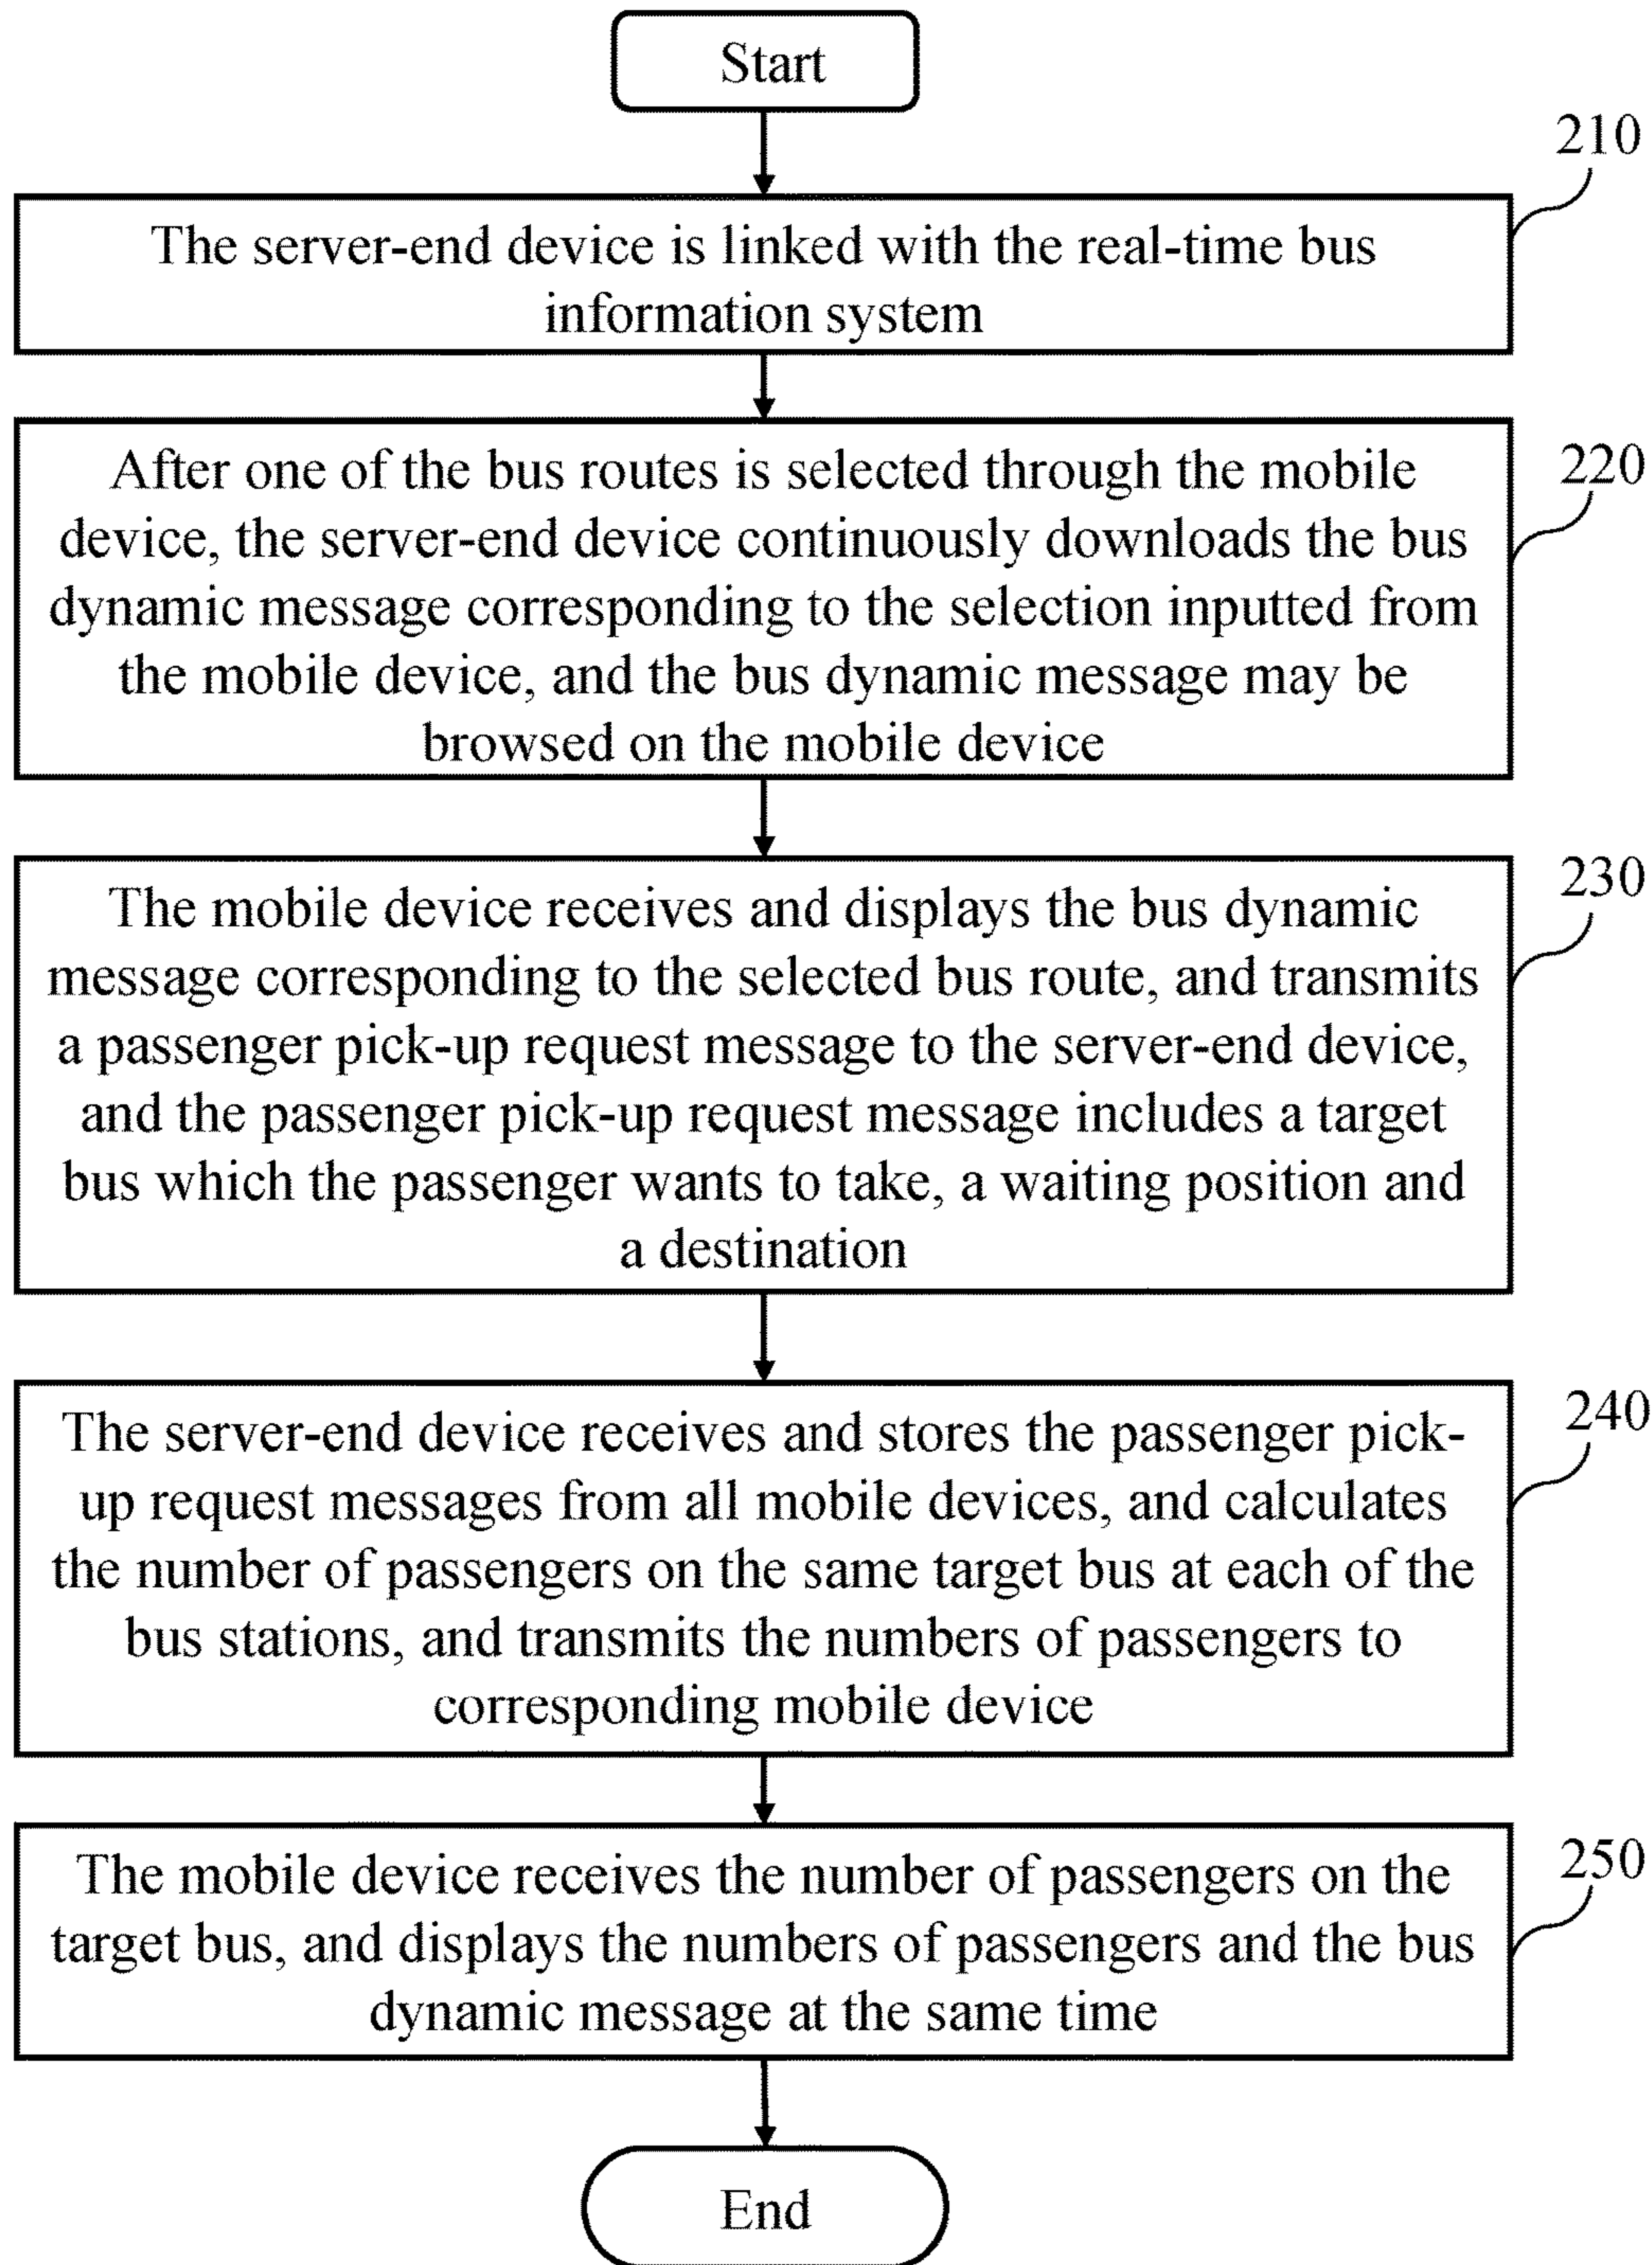 Start
210
The server-end device is linked with the real-time bus
information system
220
After one of the bus routes is selected through the mobile
device, the server-end device continuously downloads the bus
dynamic message corresponding to the selection inputted from
the mobile device, and the bus dynamic message may be
browsed on the mobile device
230
The mobile device receives and displays the bus dynamic
message corresponding to the selected bus route, and transmits
a passenger pick-up request message to the server-end device,
and the passenger pick-up request message includes a target
bus which the passenger wants to take, a waiting position and
a destination
240
The server-end device receives and stores the passenger pick-
up request messages from all mobile devices, and calculates
the number of passengers on the same target bus at each of the
bus stations, and transmits the numbers of passengers to
corresponding mobile device
250
The mobile device receives the number of passengers on the
target bus, and displays the numbers of passengers and the bus
dynamic message at the same time
End